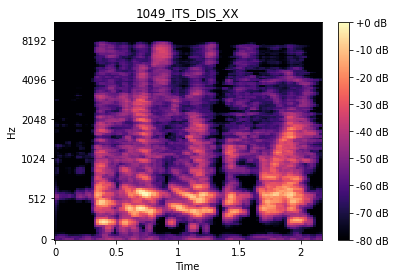 1049_ITS_DIS_XX
+0 dB
8192
-10 dB
4096
-20 dB
-30 dB
2048
Hz
-40 dB
1024
-50 dB
512
-60 dB
-70 dB
0
-80 dB
0
0.5
1
1.5
2
Time